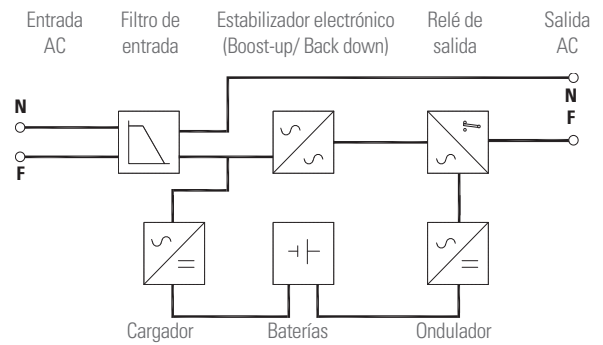 Entrada
AC
Filtro de
entrada
Estabilizador electrónico
(Boost-up/ Back down)
Relé de
salida
Salida
AC
N
F
N
F
Cargador
Baterías
Ondulador